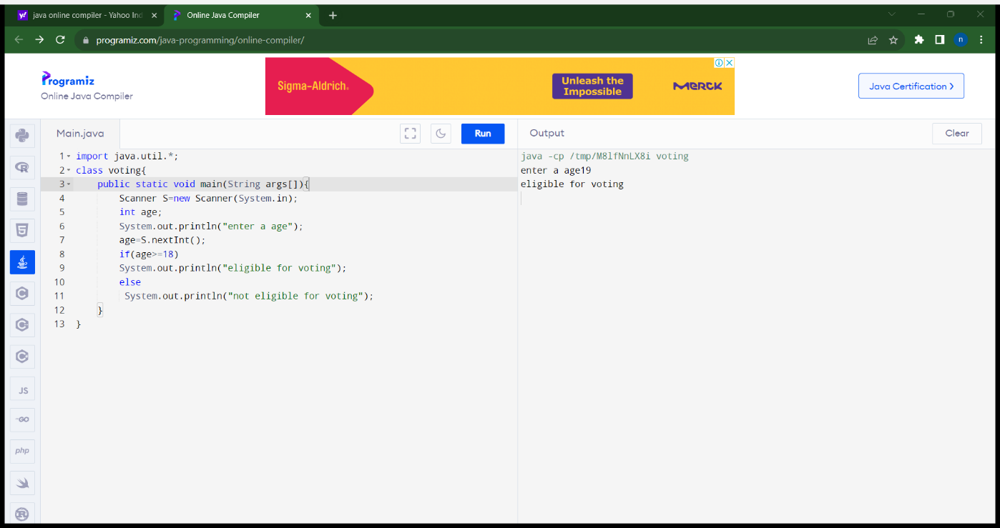 java online compiler - Yahoo Ind
Online Java Compiler
programiz.com/java-programming/online-compiler/
n
Programiz
Online Java Compiler
Sigma-Aldrich
Unleash the
Impossible
MERCK
Java Certification
Main.java
Run
Output
Clear
1 import java.util.*;
2 class voting{
3 public static void main(String args[]){
4 Scanner S=new Scanner(System.in);
5 int age;
6 System.out.println("enter a age");
7 age=S.nextInt();
8 if(age>=18)
9 System.out.println("eligible for voting");
10 else
11 System.out.println("not eligible for voting");
12 }
13 }
java -cp /tmp/M8lfNnLX8i voting
enter a age19
eligible for voting
R
5
C
C
C
JS
GO
php
R